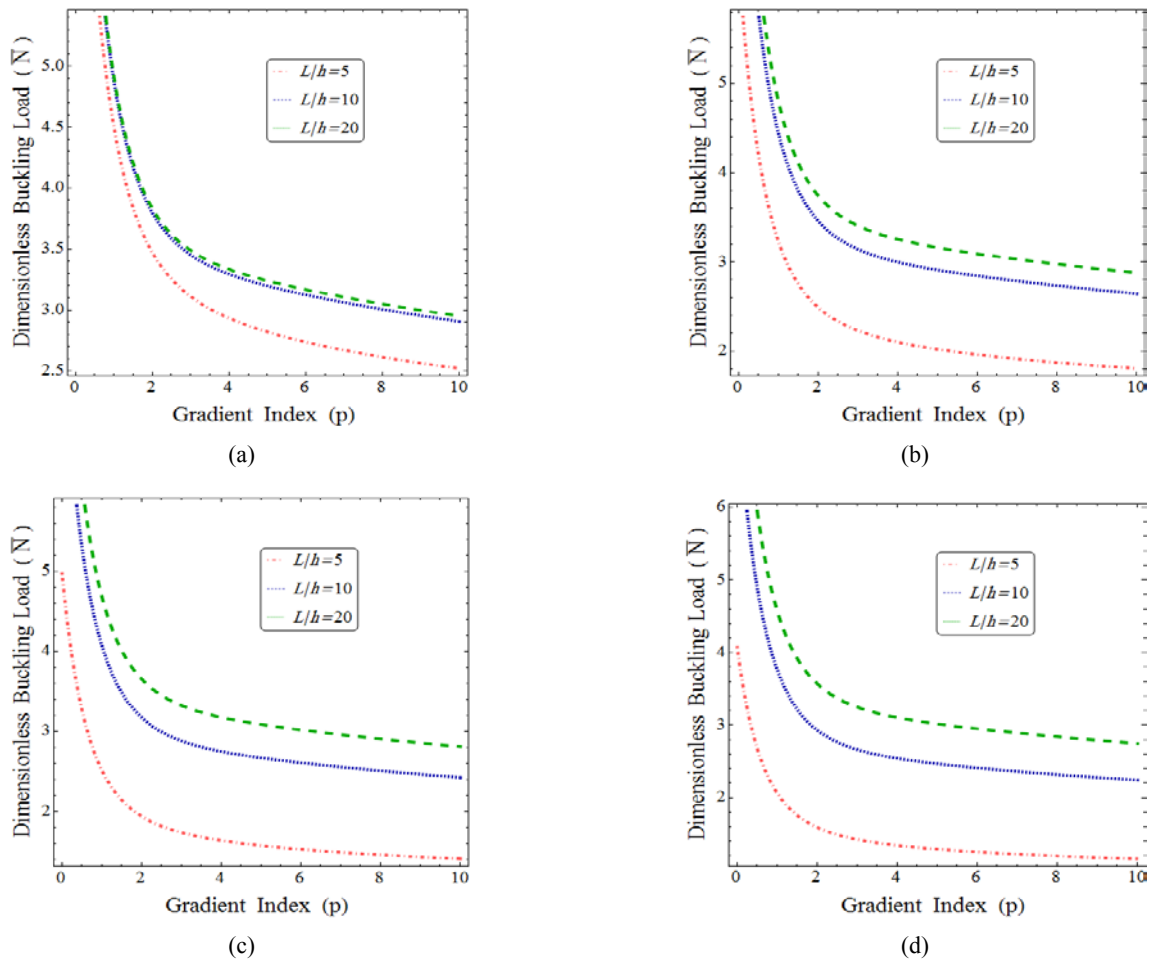 Dimensionless Buckling Load ( N̅ )
5.0
4.5
4.0
3.5
3.0
2.5
L/h=5
L/h=10
L/h=20
0 2 4 6 8 10
Gradient Index (p)
(a)
Dimensionless Buckling Load ( N̅ )
5
4
3
2
L/h=5
L/h=10
L/h=20
0 2 4 6 8 10
Gradient Index (p)
(b)
Dimensionless Buckling Load ( N̅ )
5
4
3
2
L/h=5
L/h=10
L/h=20
0 2 4 6 8 10
Gradient Index (p)
(c)
Dimensionless Buckling Load ( N̅ )
6
5
4
3
2
L/h=5
L/h=10
L/h=20
0 2 4 6 8 10
Gradient Index (p)
(d)